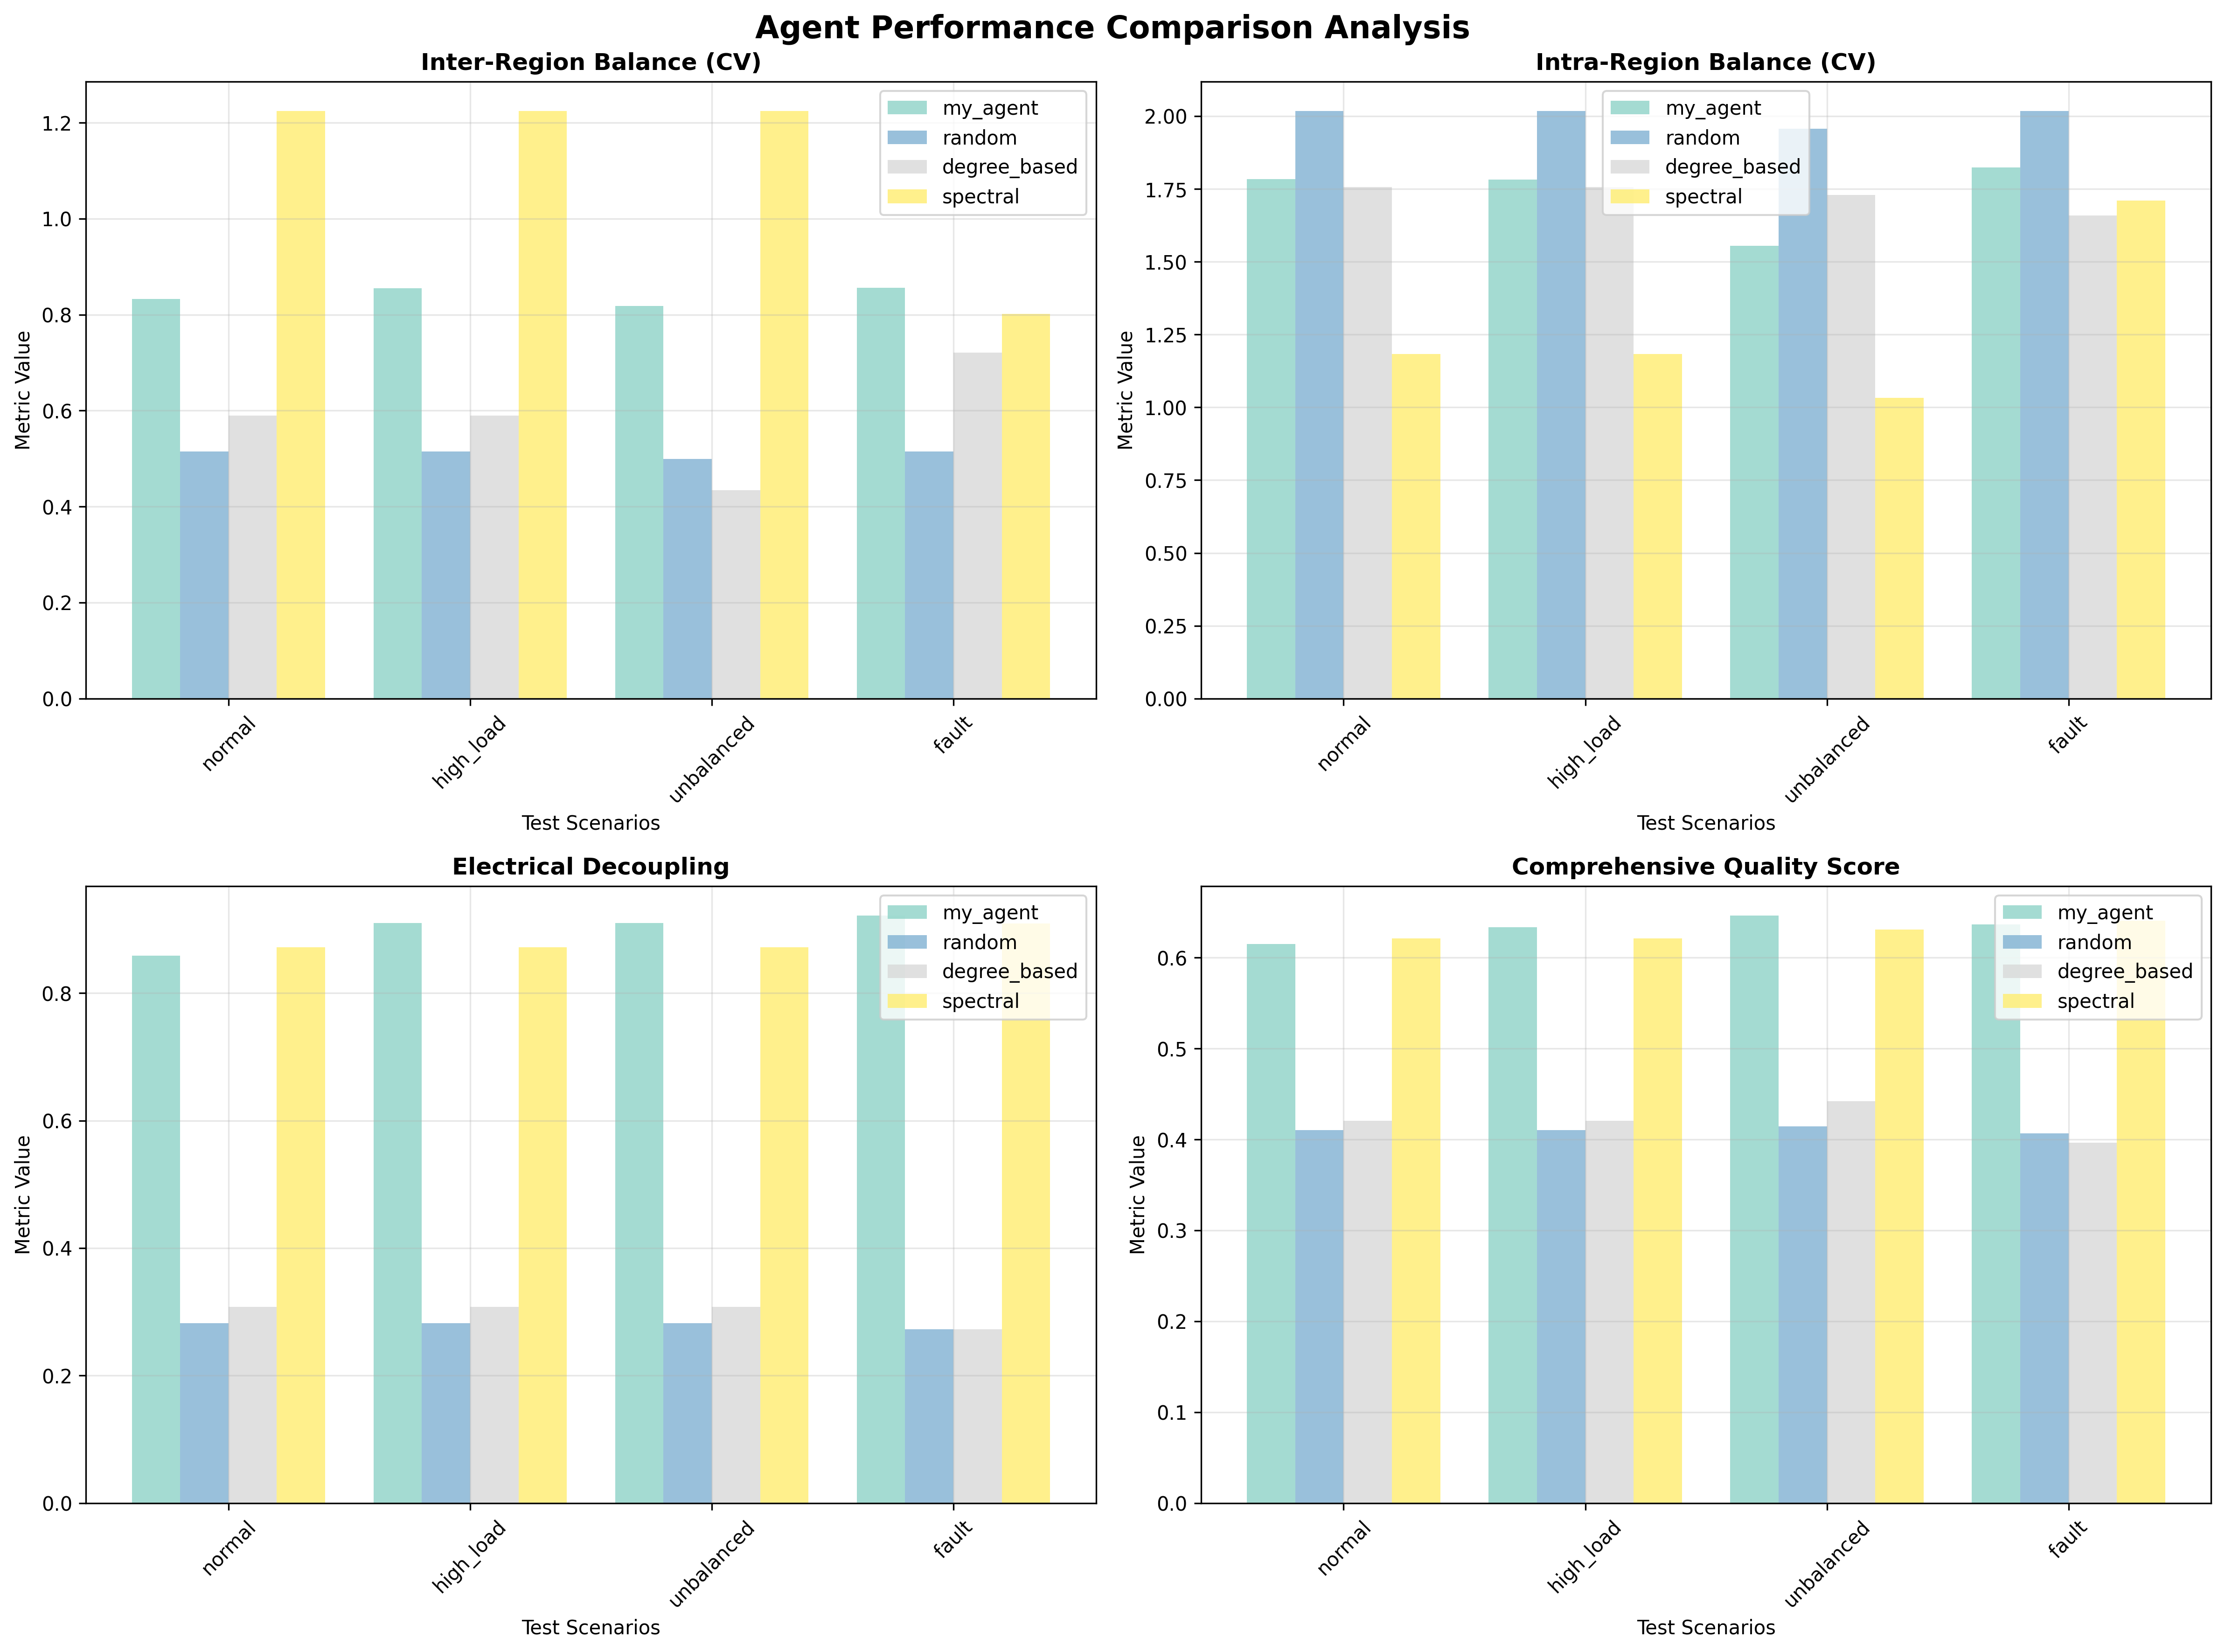 Agent Performance Comparison Analysis
Inter-Region Balance (CV)
my_agent
random
degree_based
spectral
1.2
1.0
0.8
0.6
0.4
0.2
0.0
Metric Value
normal
high_load
unbalanced
fault
Test Scenarios
Intra-Region Balance (CV)
my_agent
random
degree_based
spectral
2.00
1.75
1.50
1.25
1.00
0.75
0.50
0.25
0.00
Metric Value
normal
high_load
unbalanced
fault
Test Scenarios
Electrical Decoupling
my_agent
random
degree_based
spectral
0.8
0.6
0.4
0.2
0.0
Metric Value
normal
high_load
unbalanced
fault
Test Scenarios
Comprehensive Quality Score
my_agent
random
degree_based
spectral
0.6
0.5
0.4
0.3
0.2
0.1
0.0
Metric Value
normal
high_load
unbalanced
fault
Test Scenarios